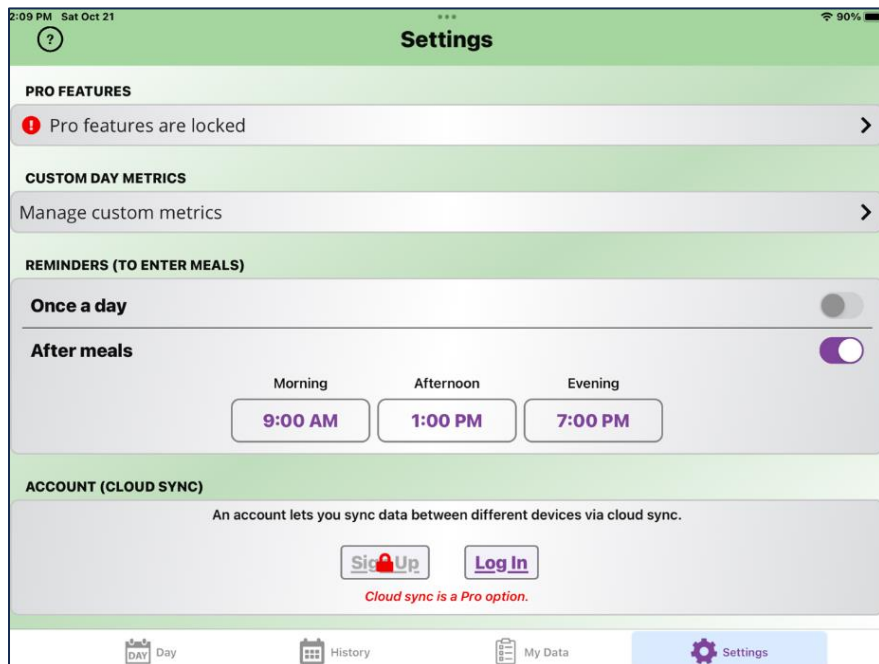 2:09 PM Sat Oct 21
90%
?
Settings
PRO FEATURES
! Pro features are locked
CUSTOM DAY METRICS
Manage custom metrics
REMINDERS (TO ENTER MEALS)
Once a day
After meals
Morning Afternoon Evening
9:00 AM 1:00 PM 7:00 PM
ACCOUNT (CLOUD SYNC)
An account lets you sync data between different devices via cloud sync.
Sign Up Log In
Cloud sync is a Pro option.
DAY Day History My Data Settings